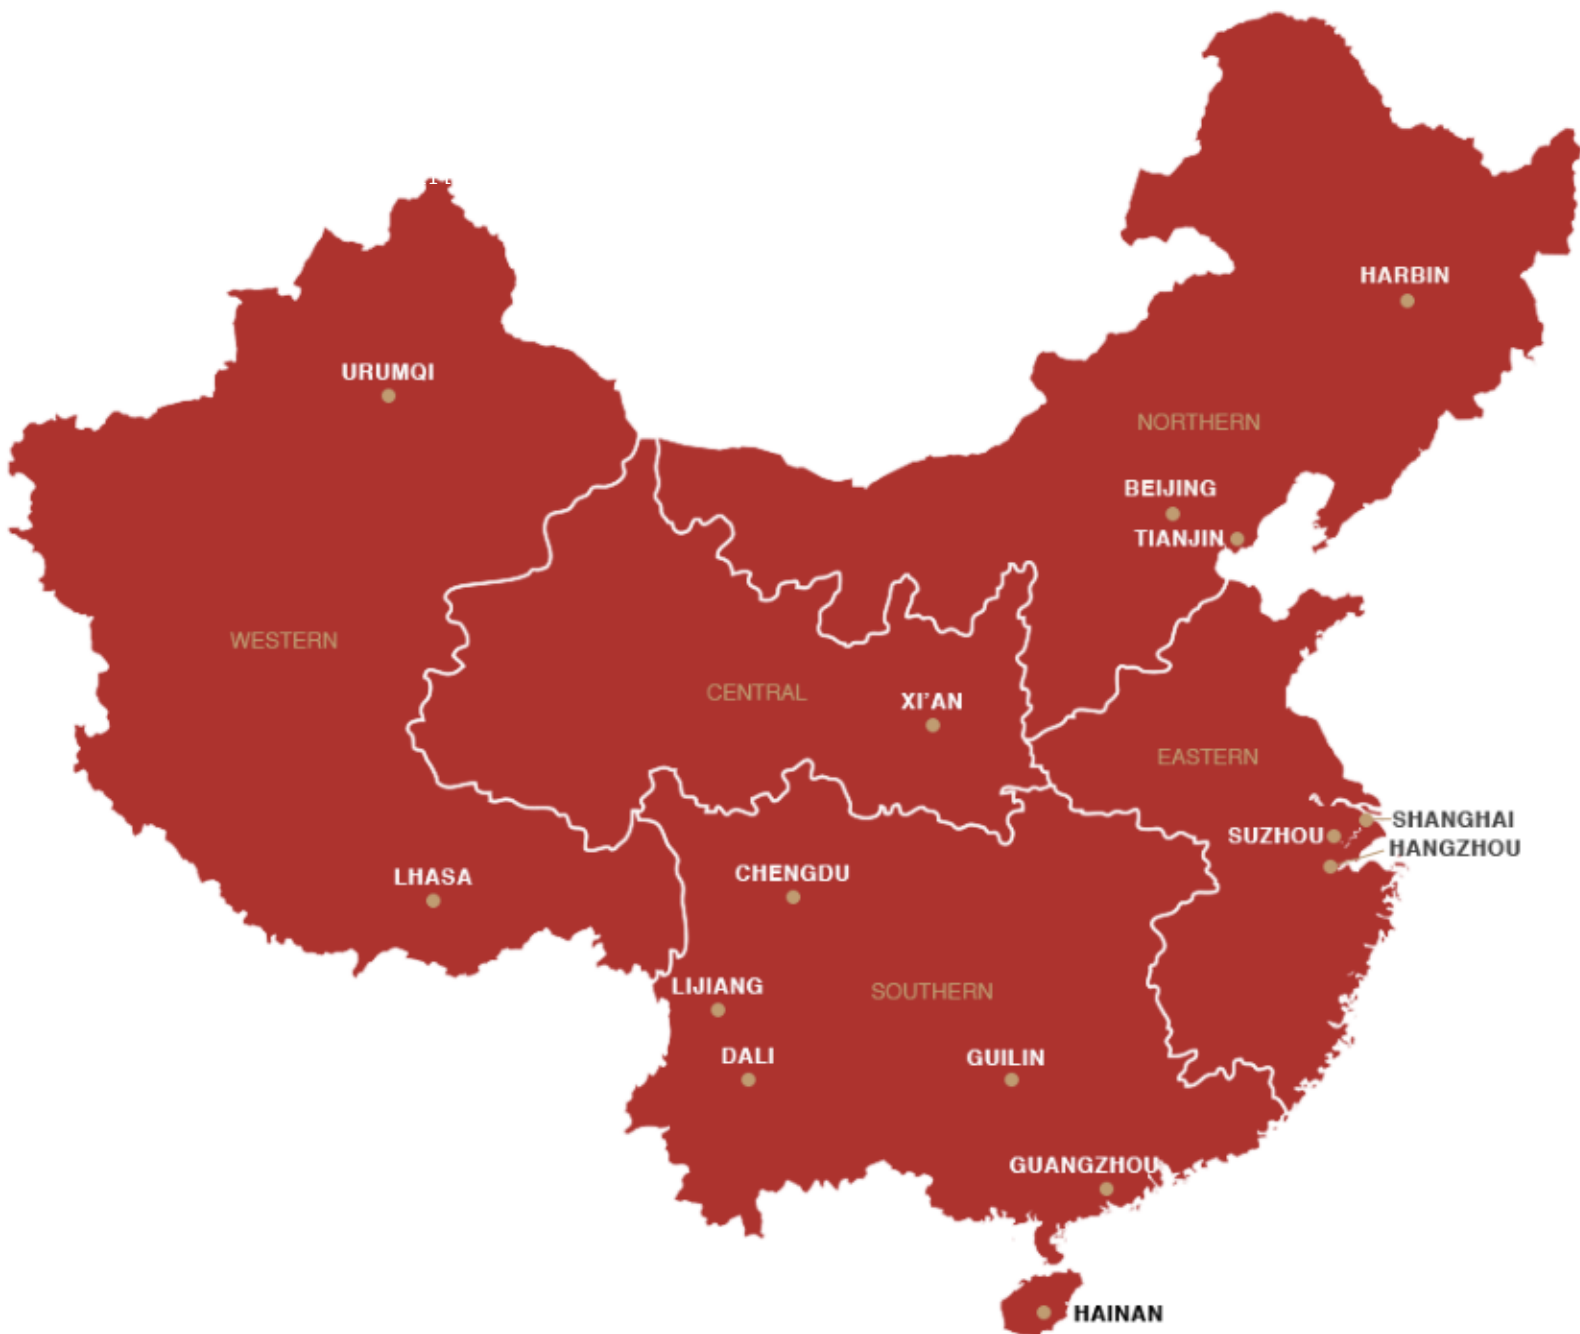 HARBIN
URUMQI
NORTHERN
BEIJING
TIANJIN
WESTERN
CENTRAL
XI'AN
EASTERN
SHANGHAI
SUZHOU
HANGZHOU
LHASA
CHENGDU
LIJIANG
SOUTHERN
DALI
GUILIN
GUANGZHOU
HAINAN